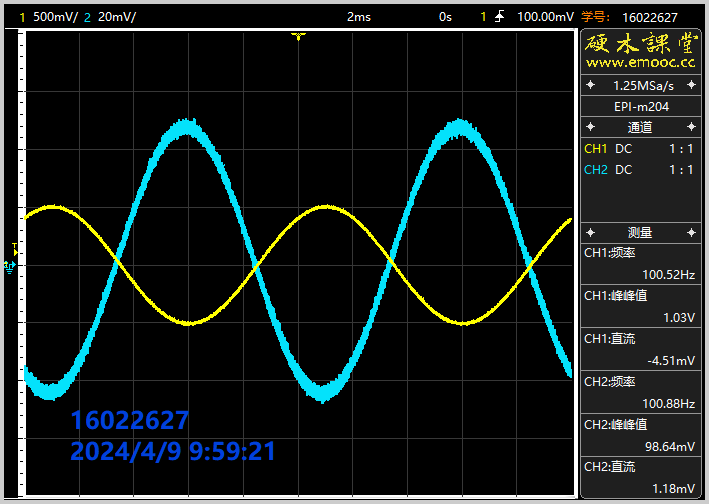 1 500mV/ 2 20mV/ 2ms 0s 1 100.00mV 学号: 16022627
硬木課堂
www.emooc.cc
1.25MSa/s
EPI-m204
通道
CH1 DC 1 : 1
CH2 DC 1 : 1
测量
CH1:频率
100.52Hz
CH1:峰峰值
1.03V
CH1:直流
-4.51mV
CH2:频率
100.88Hz
CH2:峰峰值
98.64mV
CH2:直流
1.18mV
T
16022627
2024/4/9 9:59:21